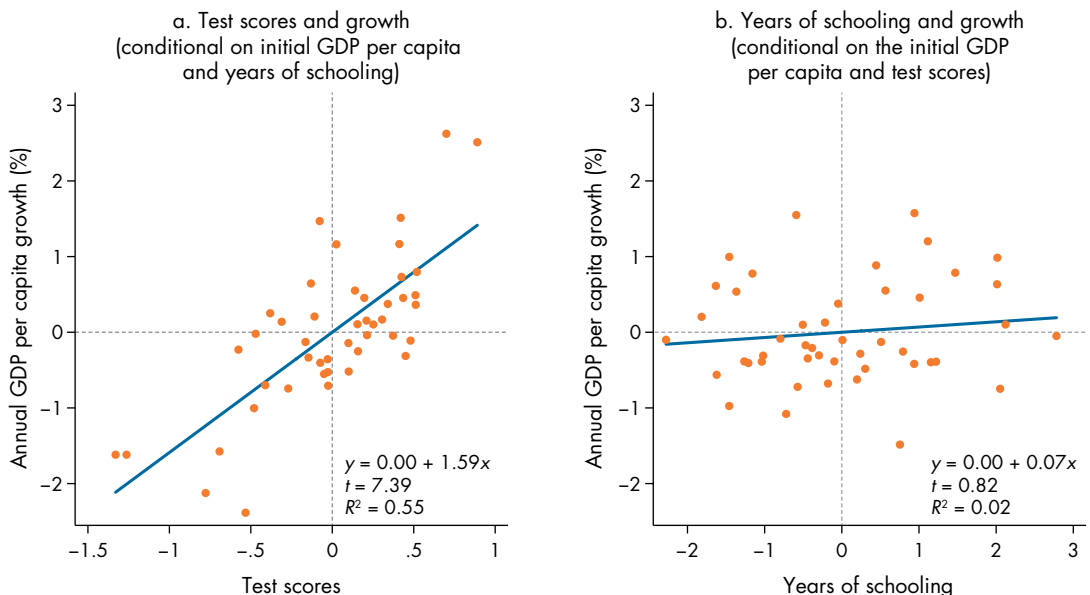 a. Test scores and growth
(conditional on initial GDP per capita
and years of schooling)
Annual GDP per capita growth (%)
3
2
1
0
−1
−2
y = 0.00 + 1.59x
t = 7.39
R² = 0.55
−1.5
−1
−.5
0
.5
1
Test scores
b. Years of schooling and growth
(conditional on the initial GDP
per capita and test scores)
Annual GDP per capita growth (%)
3
2
1
0
−1
−2
y = 0.00 + 0.07x
t = 0.82
R² = 0.02
−2
−1
0
1
2
3
Years of schooling